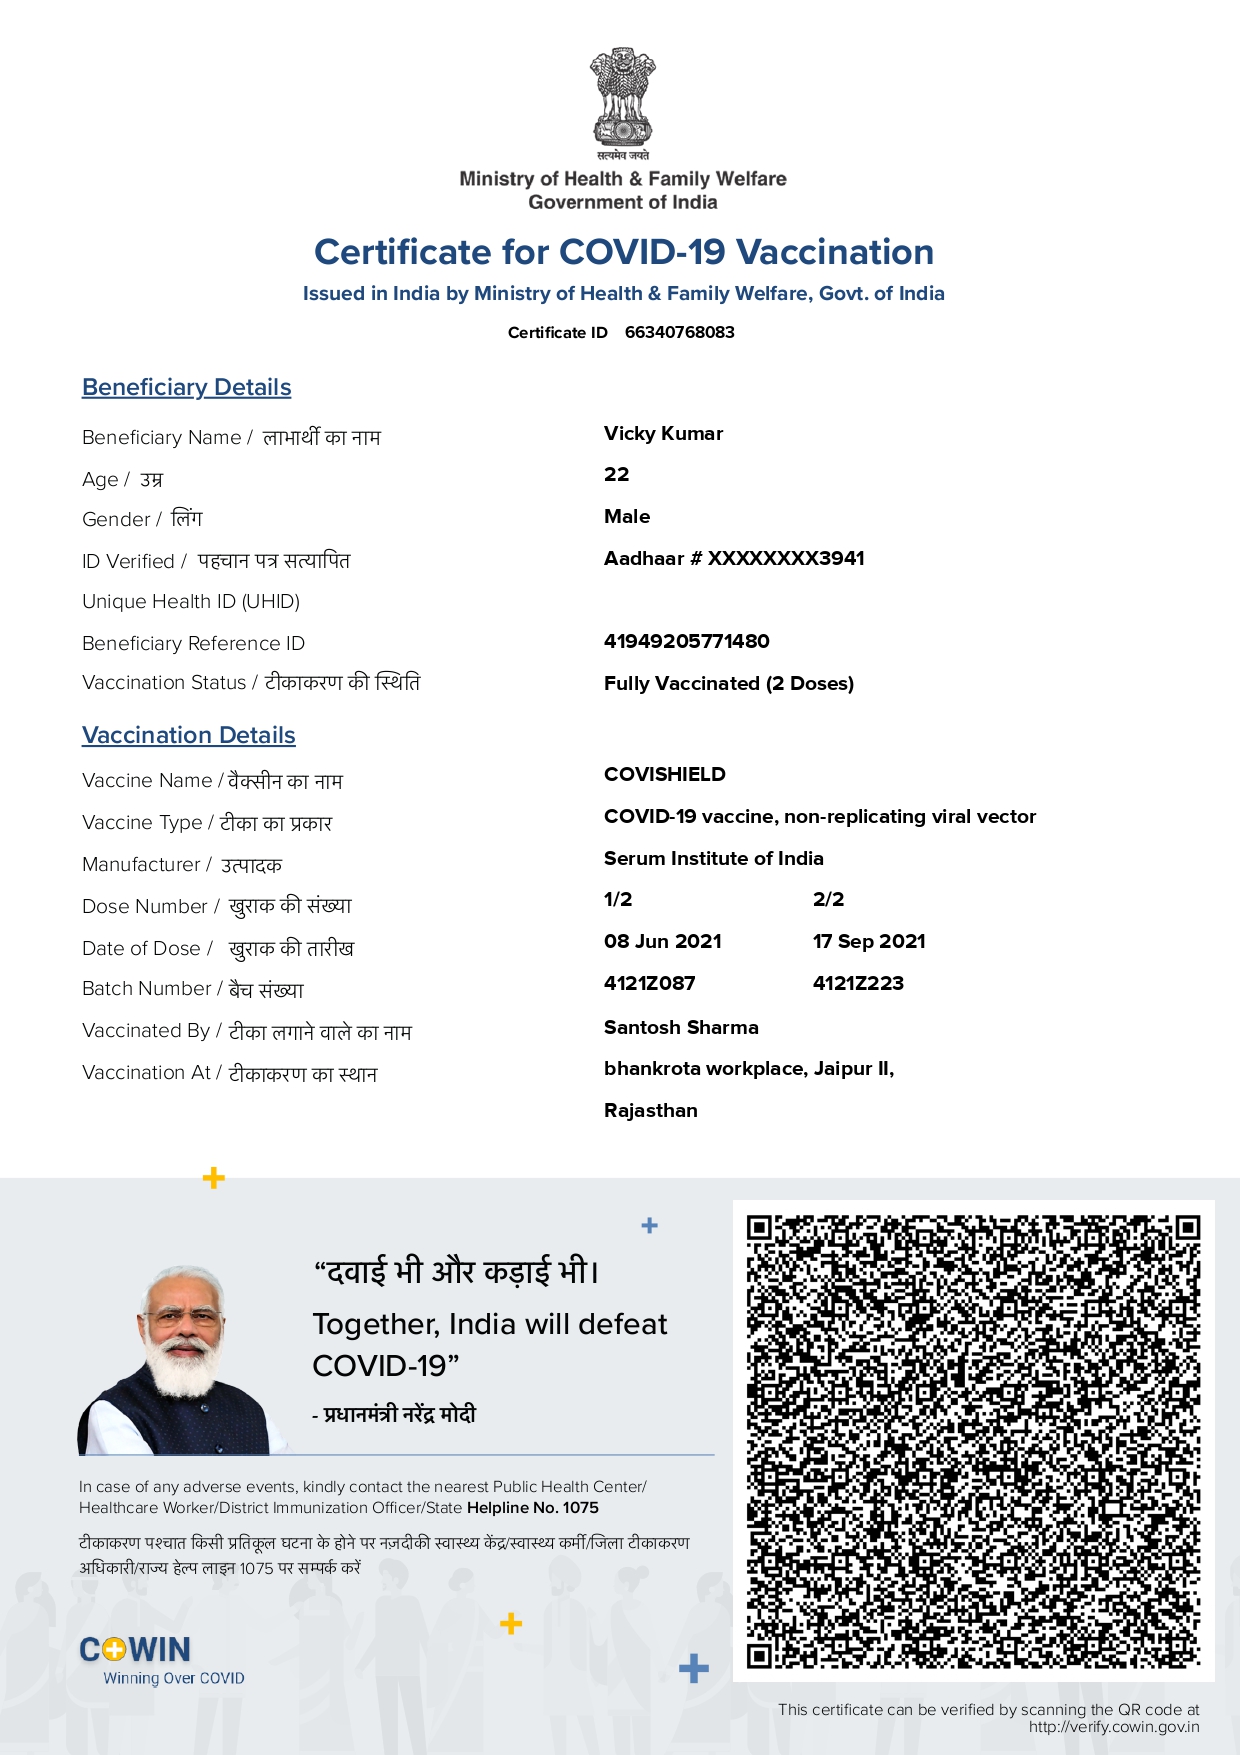 सत्यमेव जयते
Ministry of Health & Family Welfare
Government of India
Certificate for COVID-19 Vaccination
Issued in India by Ministry of Health & Family Welfare, Govt. of India
Certificate ID 66340768083
Beneficiary Details
Beneficiary Name / लाभार्थी का नाम Vicky Kumar
Age / उम्र 22
Gender / लिंग Male
ID Verified / पहचान पत्र सत्यापित Aadhaar # XXXXXXXX3941
Unique Health ID (UHID)
Beneficiary Reference ID 41949205771480
Vaccination Status / टीकाकरण की स्थिति Fully Vaccinated (2 Doses)
Vaccination Details
Vaccine Name / वैक्सीन का नाम COVISHIELD
Vaccine Type / टीका का प्रकार COVID-19 vaccine, non-replicating viral vector
Manufacturer / उत्पादक Serum Institute of India
Dose Number / खुराक की संख्या 1/2 2/2
Date of Dose / खुराक की तारीख 08 Jun 2021 17 Sep 2021
Batch Number / बैच संख्या 4121Z087 4121Z223
Vaccinated By / टीका लगाने वाले का नाम Santosh Sharma
Vaccination At / टीकाकरण का स्थान bhankrota workplace, Jaipur II,
Rajasthan
“दवाई भी और कड़ाई भी।
Together, India will defeat
COVID-19”
- प्रधानमंत्री नरेंद्र मोदी
In case of any adverse events, kindly contact the nearest Public Health Center/
Healthcare Worker/District Immunization Officer/State Helpline No. 1075
टीकाकरण पश्चात किसी प्रतिकूल घटना के होने पर नज़दीकी स्वास्थ्य केंद्र/स्वास्थ्य कर्मी/जिला टीकाकरण
अधिकारी/राज्य हेल्प लाइन 1075 पर सम्पर्क करें
COWIN
Winning Over COVID
This certificate can be verified by scanning the QR code at
http://verify.cowin.gov.in